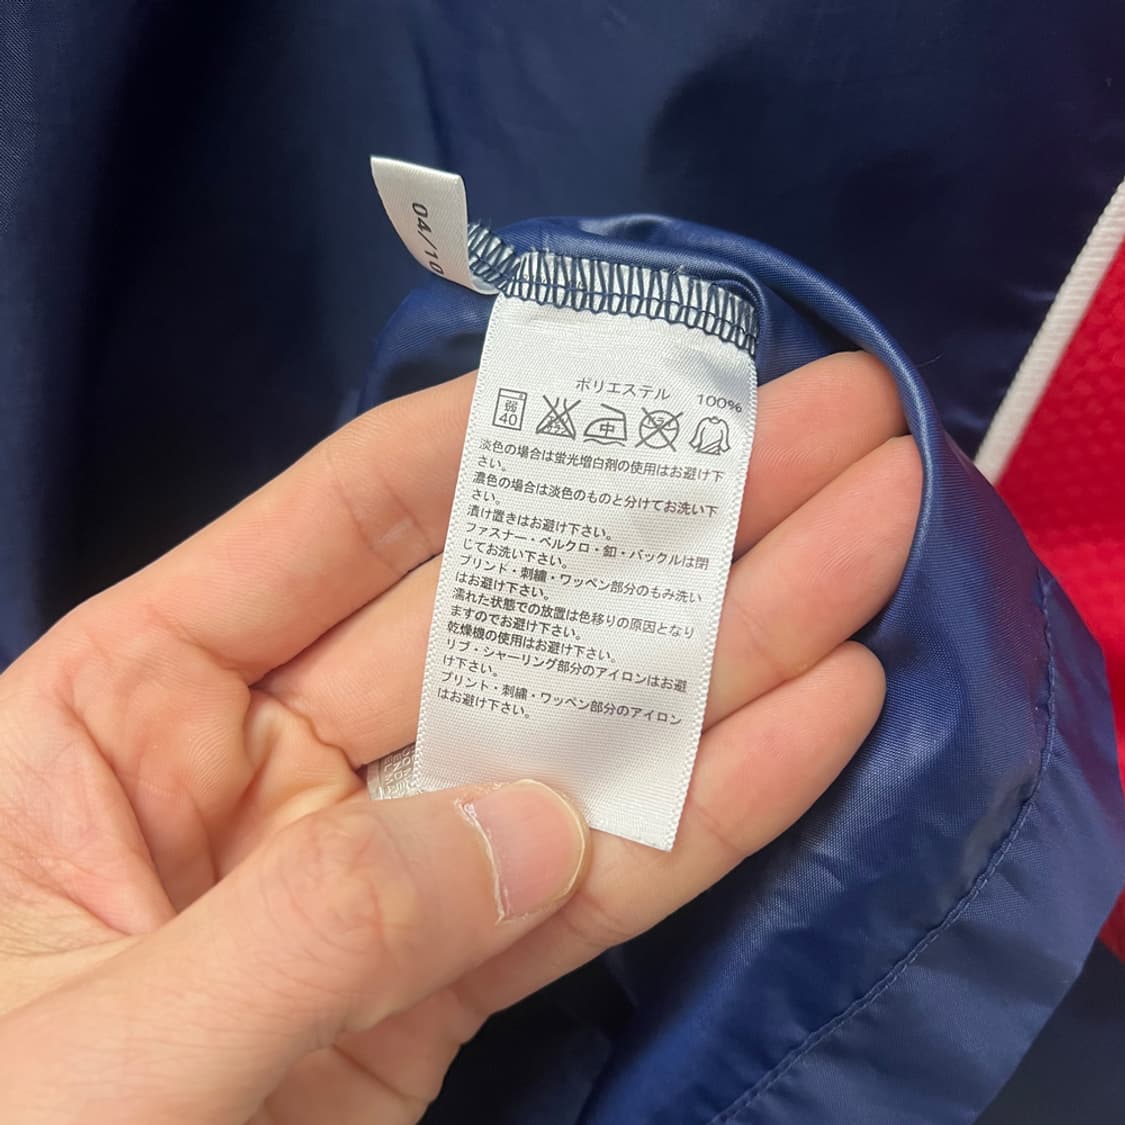 04/10
ポリエステル 100%
弱
40
中
淡色の場合は蛍光増白剤の使用はお避け下
さい。
濃色の場合は淡色のものと分けてお洗い下
さい。
漬け置きはお避け下さい。
ファスナー・ベルクロ・釦・バックルは閉
じてお洗い下さい。
プリント・刺繍・ワッペン部分のもみ洗い
はお避け下さい。
濡れた状態での放置は色移りの原因となり
ますのでお避け下さい。
乾燥機の使用はお避け下さい。
リブ・シャーリング部分のアイロンはお避
け下さい。
プリント・刺繍・ワッペン部分のアイロン
はお避け下さい。